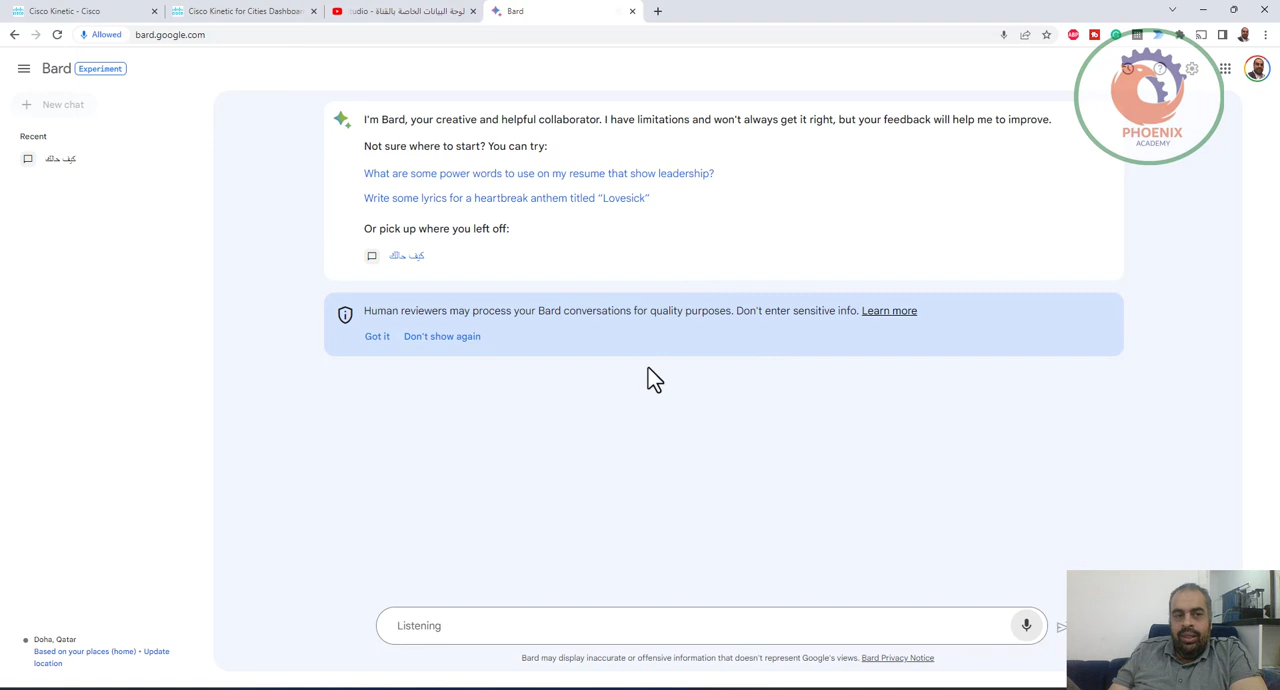 Cisco Kinetic - Cisco
Cisco Kinetic for Cities Dashboar
لوحة البيانات الخاصة بالقناة - udio
Bard
Allowed
bard.google.com
Bard
Experiment
New chat
Recent
كيف حالك
I'm Bard, your creative and helpful collaborator. I have limitations and won't always get it right, but your feedback will help me to improve.
Not sure where to start? You can try:
What are some power words to use on my resume that show leadership?
Write some lyrics for a heartbreak anthem titled "Lovesick"
Or pick up where you left off:
كيف حالك
Human reviewers may process your Bard conversations for quality purposes. Don't enter sensitive info. Learn more
Got it
Don't show again
PHOENIX
ACADEMY
Listening
Bard may display inaccurate or offensive information that doesn't represent Google's views. Bard Privacy Notice
Doha, Qatar
Based on your places (home) • Update
location